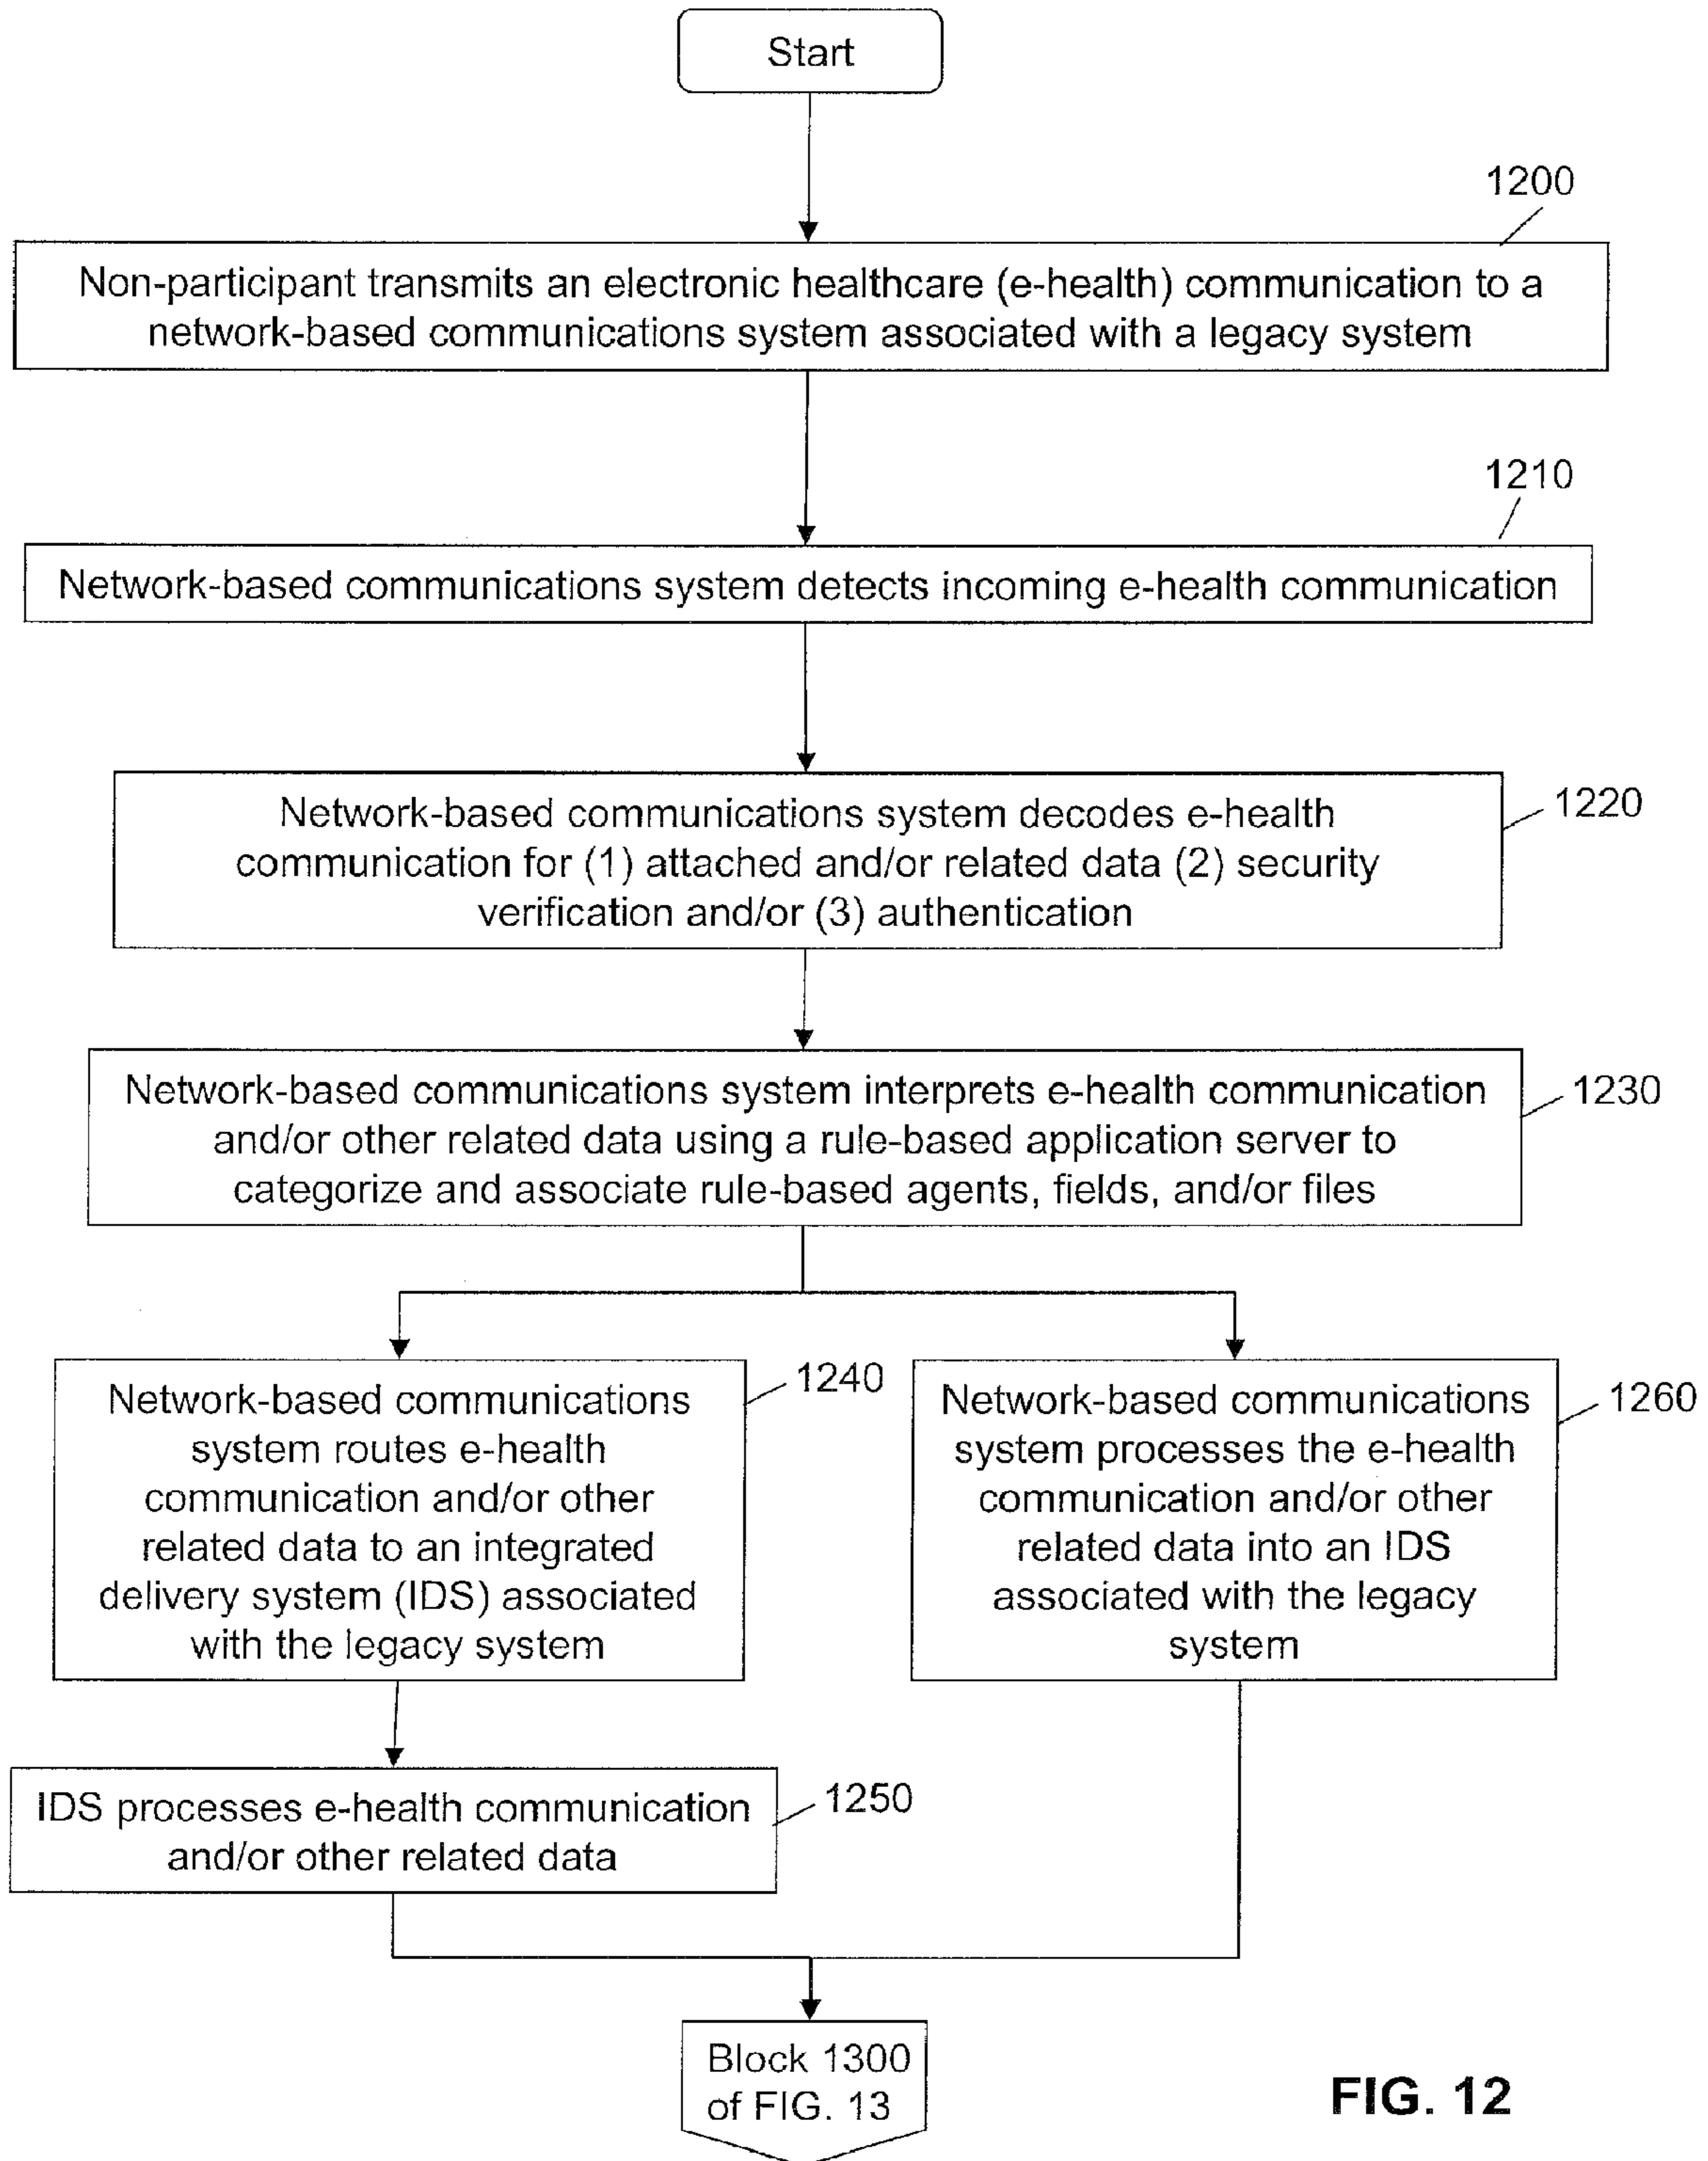 Start
1200
Non-participant transmits an electronic healthcare (e-health) communication to a
network-based communications system associated with a legacy system
1210
Network-based communications system detects incoming e-health communication
1220
Network-based communications system decodes e-health
communication for (1) attached and/or related data (2) security
verification and/or (3) authentication
1230
Network-based communications system interprets e-health communication
and/or other related data using a rule-based application server to
categorize and associate rule-based agents, fields, and/or files
1240
Network-based communications
system routes e-health
communication and/or other
related data to an integrated
delivery system (IDS) associated
with the legacy system
1260
Network-based communications
system processes the e-health
communication and/or other
related data into an IDS
associated with the legacy
system
1250
IDS processes e-health communication
and/or other related data
Block 1300
of FIG. 13
FIG. 12